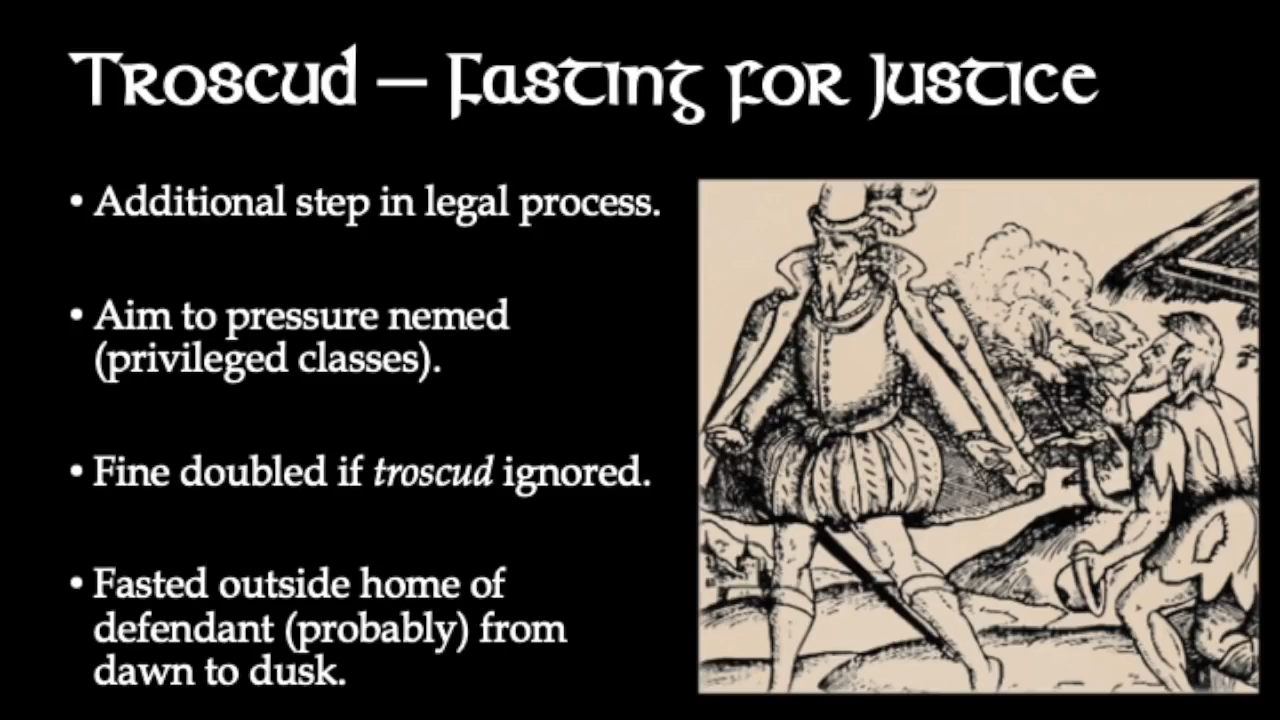 Troscud – Fasting for Justice
• Additional step in legal process.
• Aim to pressure nemed
(privileged classes).
• Fine doubled if troscud ignored.
• Fasted outside home of
defendant (probably) from
dawn to dusk.